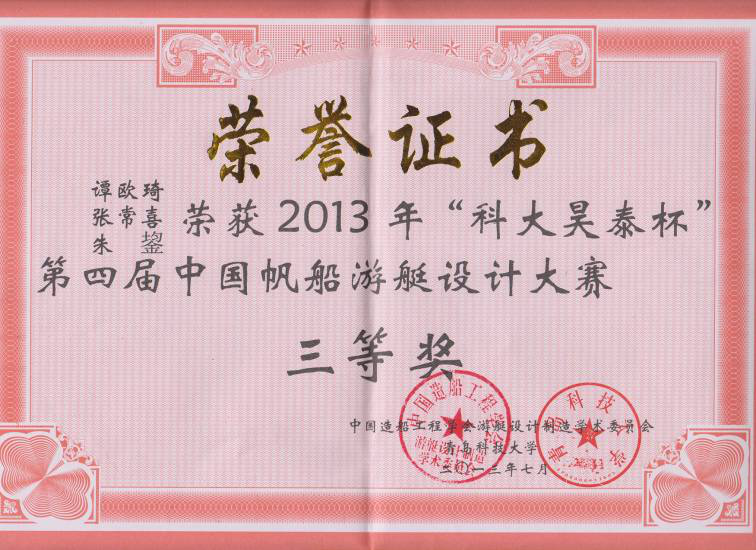 荣誉证书
谭欧琦
张常喜
朱 鋆
荣获 2013 年 “科大昊泰杯”
第四届中国帆船游艇设计大赛
三等奖
中国造船工程学会游艇设计制造学术委员会
青岛科技大学
二〇一三年七月
中国造船工程学会
游艇设计制造
学术委员会
青岛科技大学